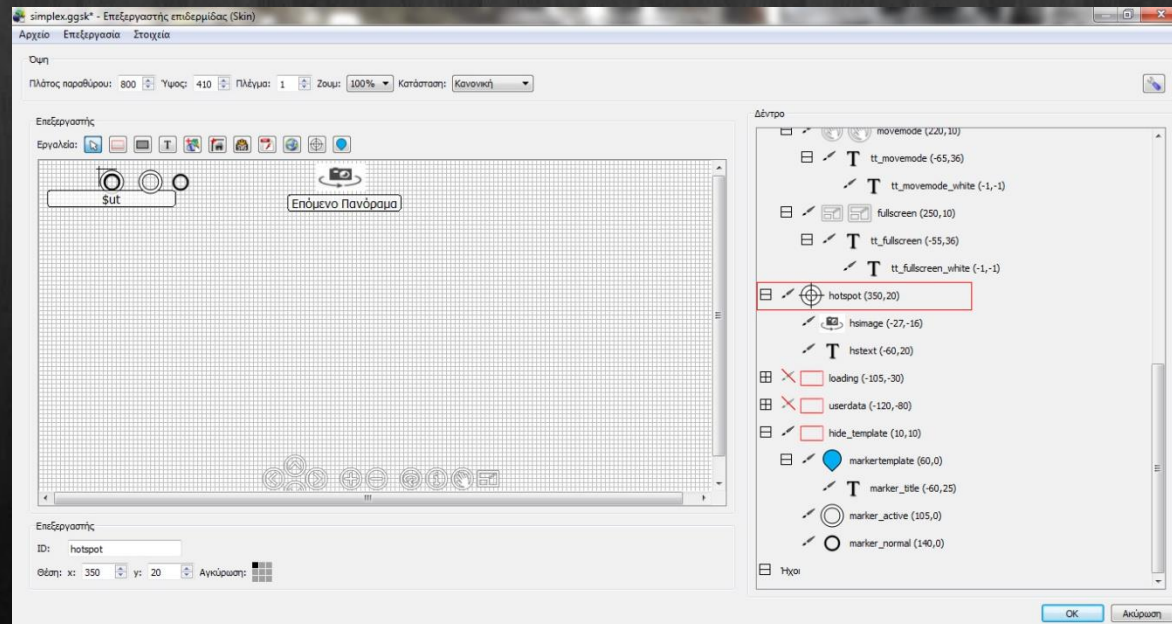 simplex.ggsk* - Επεξεργαστής επιδερμίδας (Skin)
Αρχείο Επεξεργασία Στοιχεία
Όψη
Πλάτος παραθύρου: 800 Ύψος: 410 Πλέγμα: 1 Ζουμ: 100% Κατάσταση: Κανονική
Επεξεργαστής
Εργαλεία: T
$ut
Επόμενο Πανόραμα
Επεξεργαστής
ID: hotspot
Θέση: x: 350 y: 20 Αγκύρωση:
Δέντρο
movemode (220,10)
T tt_movemode (-65,36)
T tt_movemode_white (-1,-1)
fullscreen (250,10)
T tt_fullscreen (-55,36)
T tt_fullscreen_white (-1,-1)
hotspot (350,20)
hsimage (-27,-16)
T hstext (-60,20)
loading (-105,-30)
userdata (-120,-80)
hide_template (10,10)
markertemplate (60,0)
T marker_title (-60,25)
marker_active (105,0)
marker_normal (140,0)
Ήχοι
OK Ακύρωση